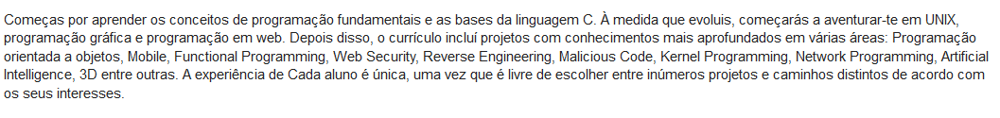 Começas por aprender os conceitos de programação fundamentais e as bases da linguagem C. À medida que evoluis, começarás a aventurar-te em UNIX,
programação gráfica e programação em web. Depois disso, o currículo incluí projetos com conhecimentos mais aprofundados em várias áreas: Programação
orientada a objetos, Mobile, Functional Programming, Web Security, Reverse Engineering, Malicious Code, Kernel Programming, Network Programming, Artificial
Intelligence, 3D entre outras. A experiência de Cada aluno é única, uma vez que é livre de escolher entre inúmeros projetos e caminhos distintos de acordo com
os seus interesses.